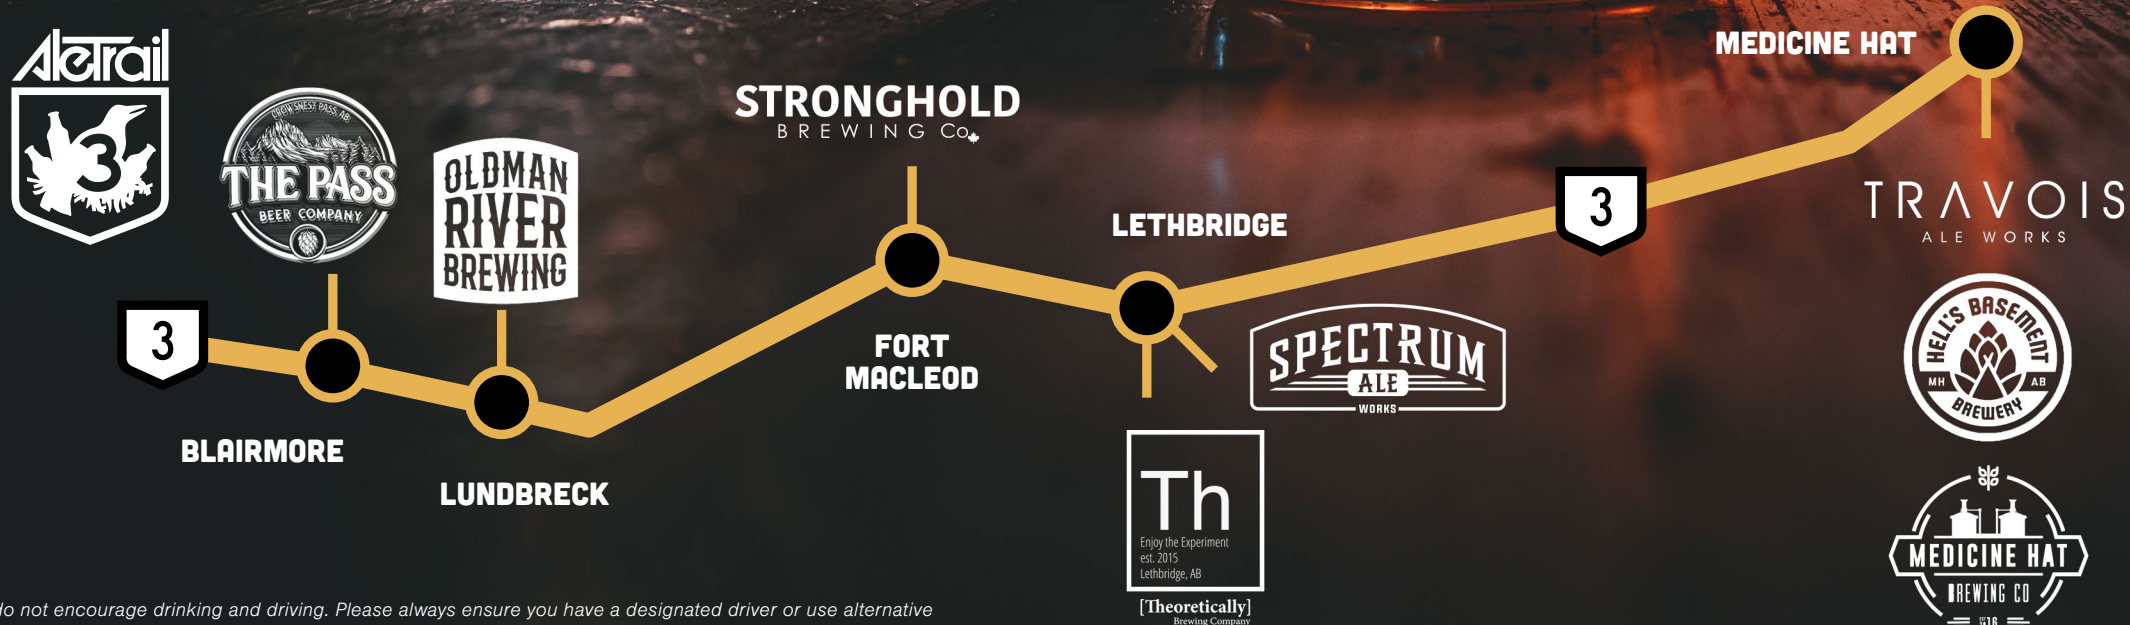 AleTrail
3
CROWSNEST PASS, AB
THE PASS
BEER COMPANY
OLDMAN
RIVER
BREWING
STRONGHOLD
BREWING Co
MEDICINE HAT
LETHBRIDGE
3
TRAVOIS
ALE WORKS
3
FORT
MACLEOD
SPECTRUM
ALE
WORKS
HELL'S BASEMENT
MH AB
BREWERY
BLAIRMORE
LUNDBRECK
Th
Enjoy the Experiment
est. 2015
Lethbridge, AB
[Theoretically]
Brewing Company
MEDICINE HAT
BREWING CO
do not encourage drinking and driving. Please always ensure you have a designated driver or use alternative